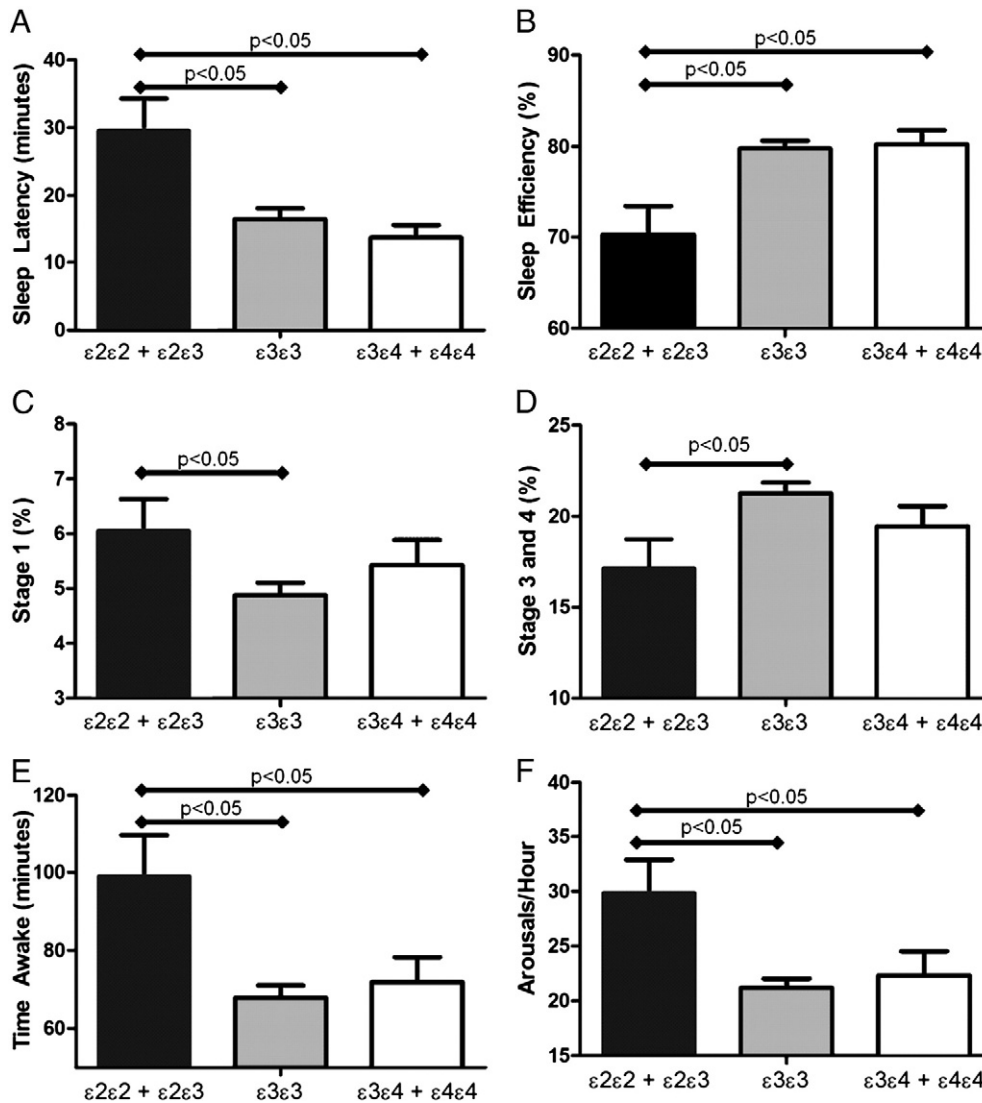 A
Sleep Latency (minutes)
40
30
20
10
0
p<0.05
p<0.05
ε2ε2 + ε2ε3
ε3ε3
ε3ε4 + ε4ε4
B
Sleep Efficiency (%)
90
80
70
60
p<0.05
p<0.05
ε2ε2 + ε2ε3
ε3ε3
ε3ε4 + ε4ε4
C
Stage 1 (%)
8
7
6
5
4
3
p<0.05
ε2ε2 + ε2ε3
ε3ε3
ε3ε4 + ε4ε4
D
Stage 3 and 4 (%)
25
20
15
10
p<0.05
ε2ε2 + ε2ε3
ε3ε3
ε3ε4 + ε4ε4
E
Time Awake (minutes)
120
100
80
60
p<0.05
p<0.05
ε2ε2 + ε2ε3
ε3ε3
ε3ε4 + ε4ε4
F
Arousals/Hour
40
35
30
25
20
15
p<0.05
p<0.05
ε2ε2 + ε2ε3
ε3ε3
ε3ε4 + ε4ε4